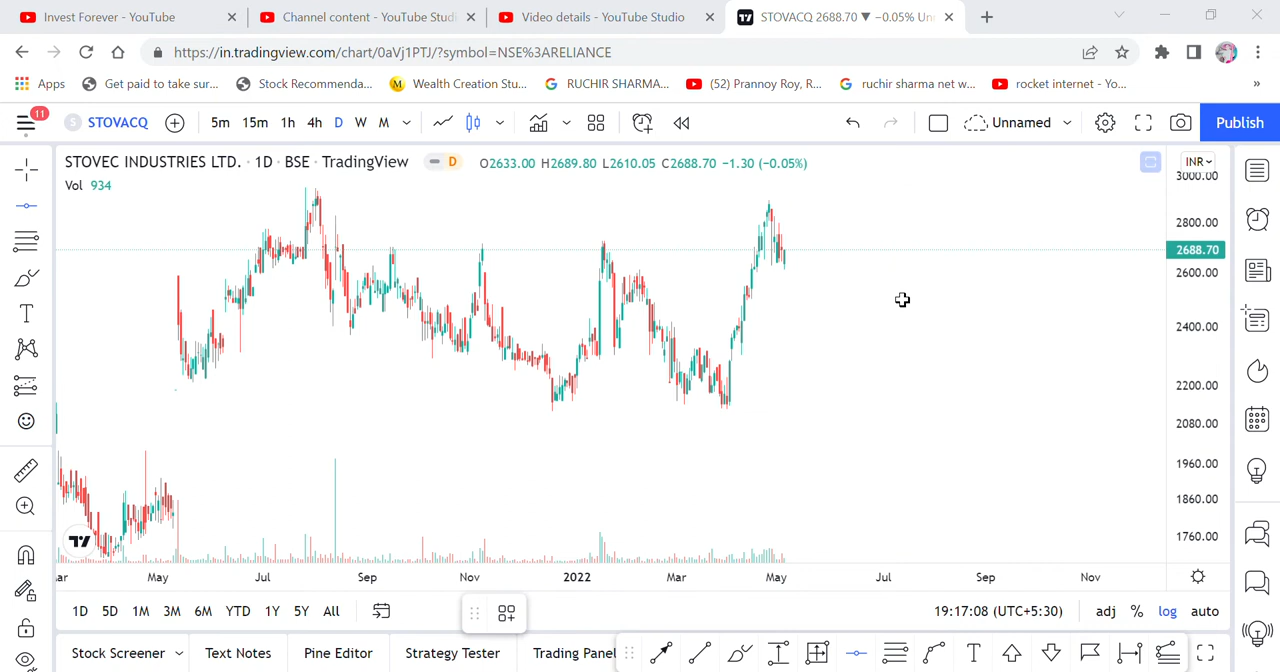 Invest Forever - YouTube
Channel content - YouTube Studi
Video details - YouTube Studio
STOVACQ 2688.70 ▼ −0.05% Un
https://in.tradingview.com/chart/0aVj1PTJ/?symbol=NSE%3ARELIANCE
Apps
Get paid to take sur...
Stock Recommenda...
M Wealth Creation Stu...
RUCHIR SHARMA...
(52) Prannoy Roy, R...
ruchir sharma net w...
rocket internet - Yo...
»
11
S STOVACQ
5m 15m 1h 4h D W M
Unnamed
Publish
STOVEC INDUSTRIES LTD. · 1D · BSE · TradingView
D
O2633.00 H2689.80 L2610.05 C2688.70 −1.30 (−0.05%)
INR
Vol 934
3000.00
2800.00
2688.70
2600.00
2400.00
2200.00
2080.00
1960.00
1860.00
1760.00
ar May Jul Sep Nov 2022 Mar May Jul Sep Nov
1D 5D 1M 3M 6M YTD 1Y 5Y All
19:17:08 (UTC+5:30)
adj % log auto
Stock Screener
Text Notes
Pine Editor
Strategy Tester
Trading Panel